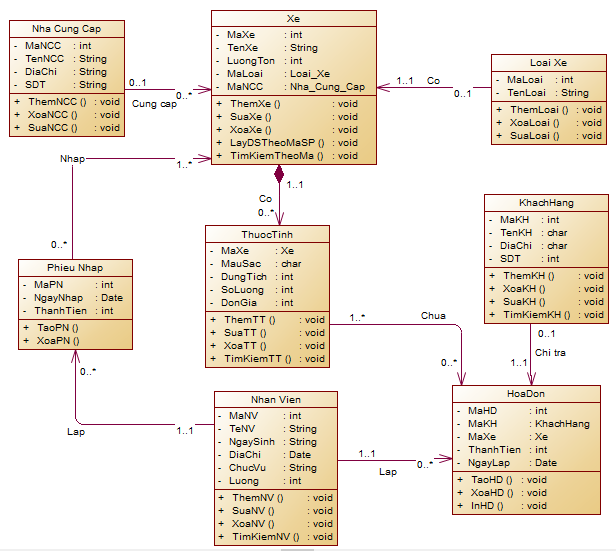 Nha Cung Cap
- MaNCC : int
- TenNCC : String
- DiaChi : String
- SDT : String
+ ThemNCC () : void
+ XoaNCC () : void
+ SuaNCC () : void
Xe
- MaXe : int
- TenXe : String
- LuongTon : int
- MaLoai : Loai_Xe
- MaNCC : Nha_Cung_Cap
+ ThemXe () : void
+ SuaXe () : void
+ XoaXe () : void
+ LayDSTheoMaSP () : void
+ TimKiemTheoMa () : void
Loai Xe
- MaLoai : int
- TenLoai : String
+ ThemLoai () : void
+ XoaLoai () : void
+ SuaLoai () : void
0..1
Cung cap
0..*
1..1
Co
0..1
Nhap
1..*
0..*
1..1
Co
0..*
ThuocTinh
- MaXe : Xe
- MauSac : char
- DungTich : int
- SoLuong : int
- DonGia : int
+ ThemTT () : void
+ SuaTT () : void
+ XoaTT () : void
+ TimKiemTT () : void
KhachHang
- MaKH : int
- TenKH : char
- DiaChi : char
- SDT : int
+ ThemKH () : void
+ XoaKH () : void
+ SuaKH () : void
+ TimKiemKH () : void
Phieu Nhap
- MaPN : int
- NgayNhap : Date
- ThanhTien : int
+ TaoPN ()
+ XoaPN ()
1..*
Chua
0..*
0..1
Chi tra
1..1
0..*
Lap
1..1
Nhan Vien
- MaNV : int
- TeNV : String
- NgaySinh : String
- DiaChi : Date
- ChucVu : String
- Luong : int
+ ThemNV () : void
+ SuaNV () : void
+ XoaNV () : void
+ TimKiemNV () : void
1..1
Lap
0..*
HoaDon
- MaHD : int
- MaKH : KhachHang
- MaXe : Xe
- ThanhTien : int
- NgayLap : Date
+ TaoHD () : void
+ XoaHD () : void
+ InHD () : void